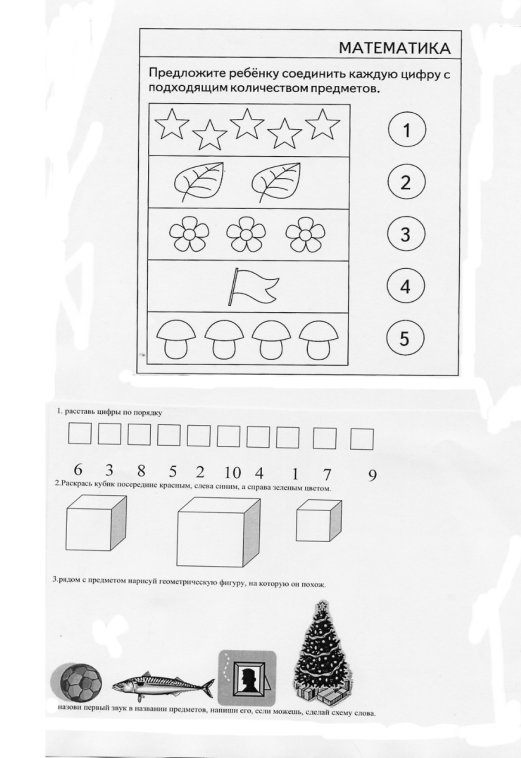 МАТЕМАТИКА
Предложите ребёнку соединить каждую цифру с
подходящим количеством предметов.
1
2
3
4
5
1. расставь цифры по порядку
6 3 8 5 2 10 4 1 7 9
2.Раскрась кубик посередине красным, слева синим, а справа зеленым цветом.
3.рядом с предметом нарисуй геометрическую фигуру, на которую он похож.
назови первый звук в названии предметов, напиши его, если можешь, сделай схему слова.